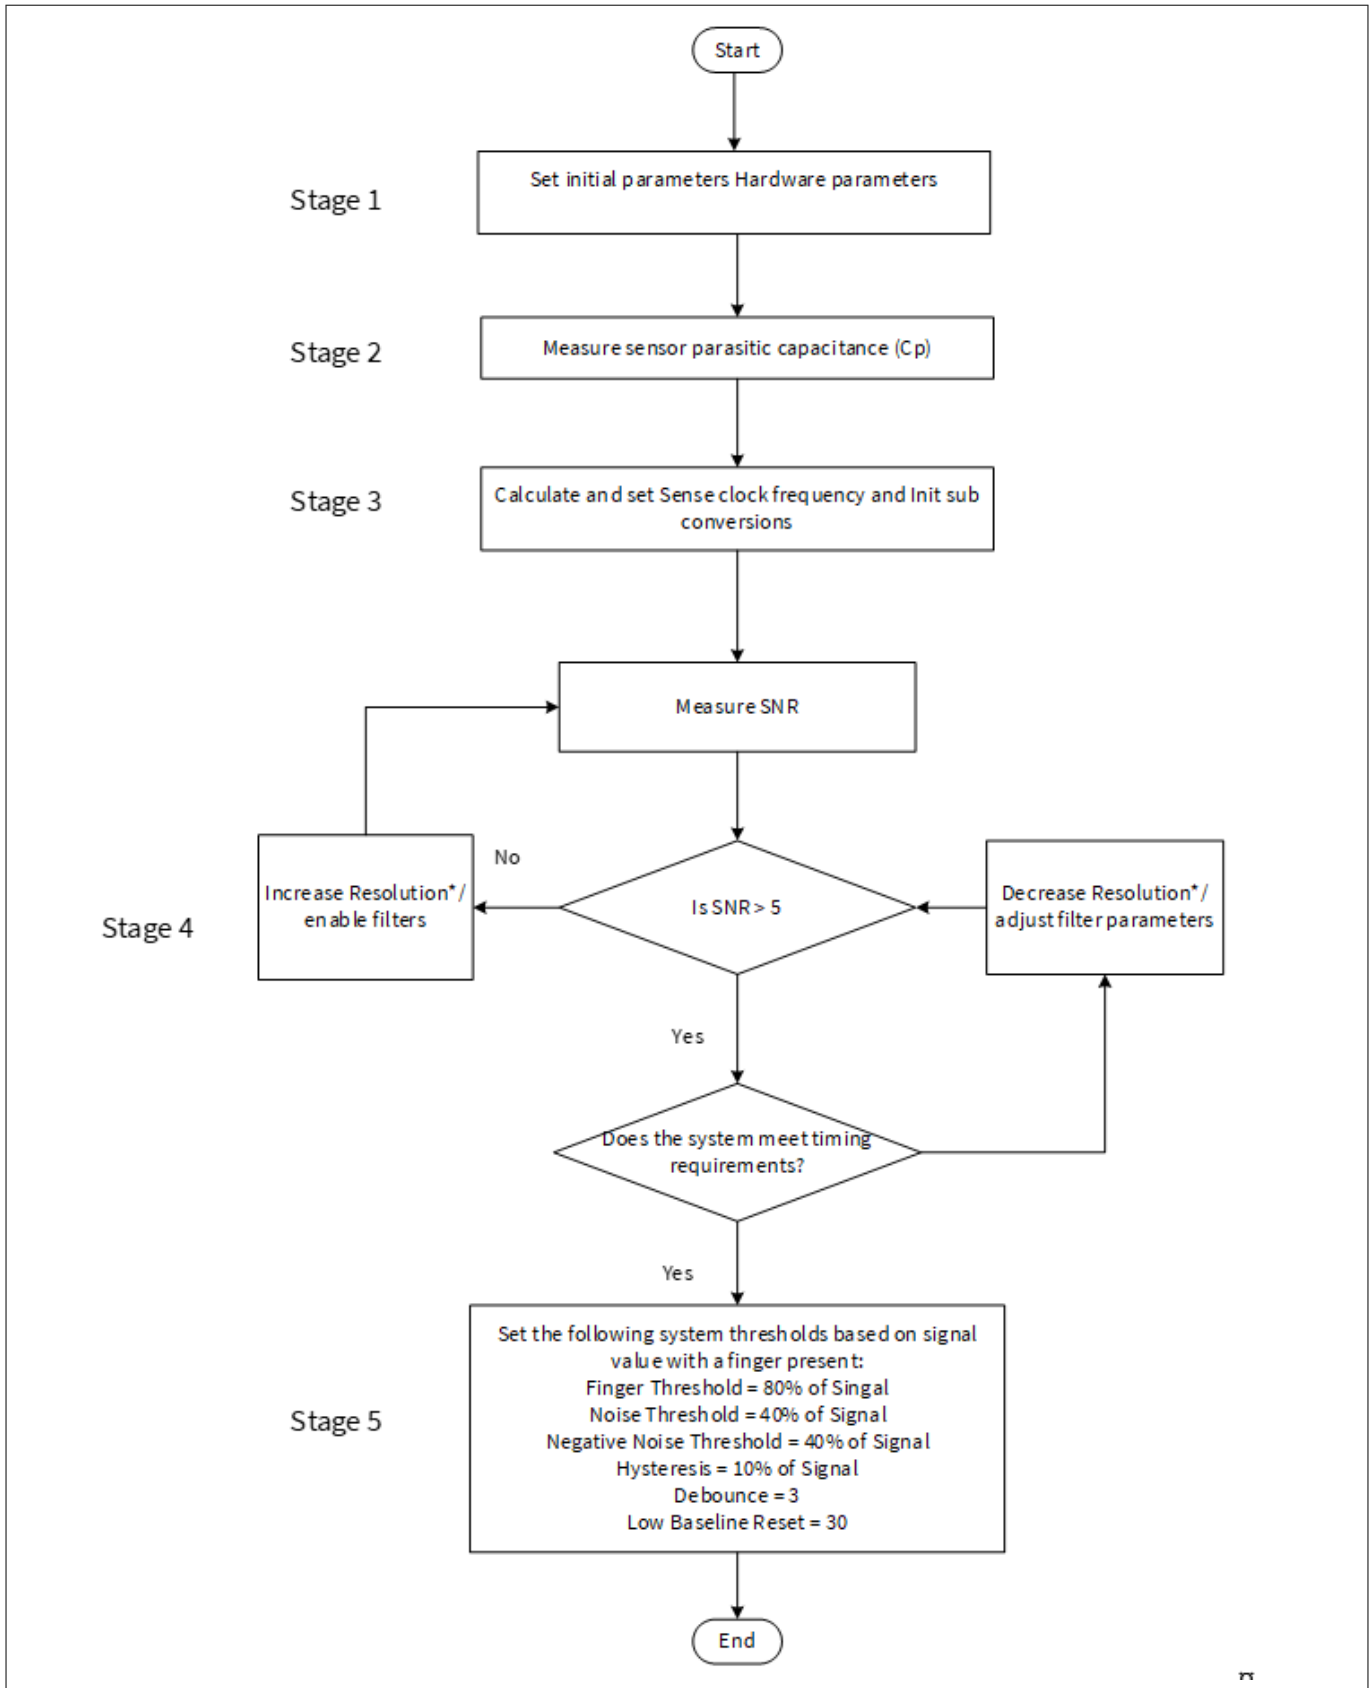 Start
Stage 1
Set initial parameters Hardware parameters
Stage 2
Measure sensor parasitic capacitance (Cp)
Stage 3
Calculate and set Sense clock frequency and Init sub
conversions
Measure SNR
No
Stage 4
Increase Resolution*/
enable filters
Is SNR > 5
Decrease Resolution*/
adjust filter parameters
Yes
Does the system meet timing
requirements?
Yes
Stage 5
Set the following system thresholds based on signal
value with a finger present:
Finger Threshold = 80% of Singal
Noise Threshold = 40% of Signal
Negative Noise Threshold = 40% of Signal
Hysteresis = 10% of Signal
Debounce = 3
Low Baseline Reset = 30
End